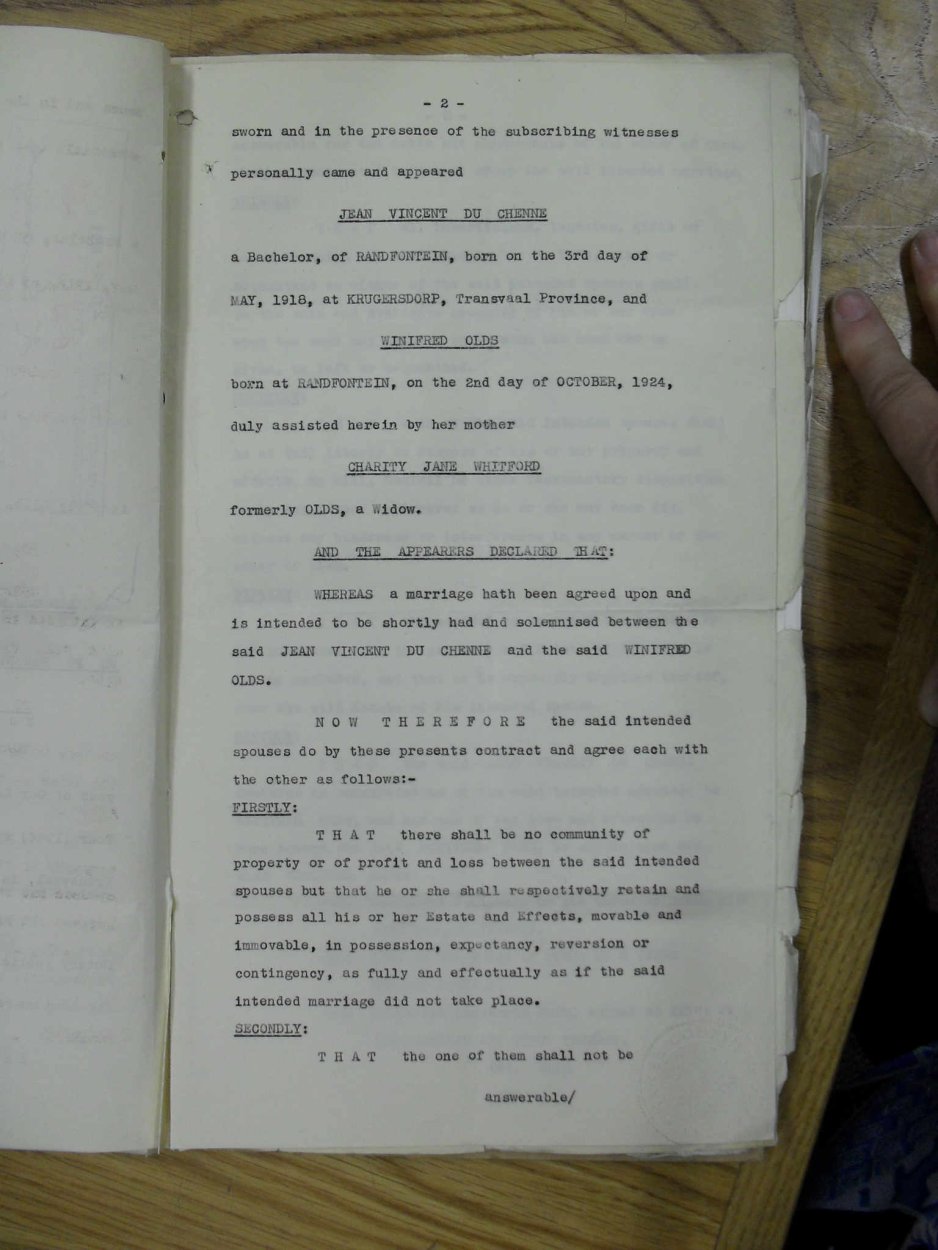 - 2 -
sworn and in the presence of the subscribing witnesses
personally came and appeared
JEAN VINCENT DU CHENNE
a Bachelor, of RANDFONTEIN, born on the 3rd day of
MAY, 1918, at KRUGERSDORP, Transvaal Province, and
WINIFRED OLDS
born at RANDFONTEIN, on the 2nd day of OCTOBER, 1924,
duly assisted herein by her mother
CHARITY JANE WHITFORD
formerly OLDS, a Widow.
AND THE APPEARERS DECLARED THAT:
WHEREAS a marriage hath been agreed upon and
is intended to be shortly had and solemnised between the
said JEAN VINCENT DU CHENNE and the said WINIFRED
OLDS.
N O W T H E R E F O R E the said intended
spouses do by these presents contract and agree each with
the other as follows:-
FIRSTLY:
T H A T there shall be no community of
property or of profit and loss between the said intended
spouses but that he or she shall respectively retain and
possess all his or her Estate and Effects, movable and
immovable, in possession, expectancy, reversion or
contingency, as fully and effectually as if the said
intended marriage did not take place.
SECONDLY:
T H A T the one of them shall not be
answerable/